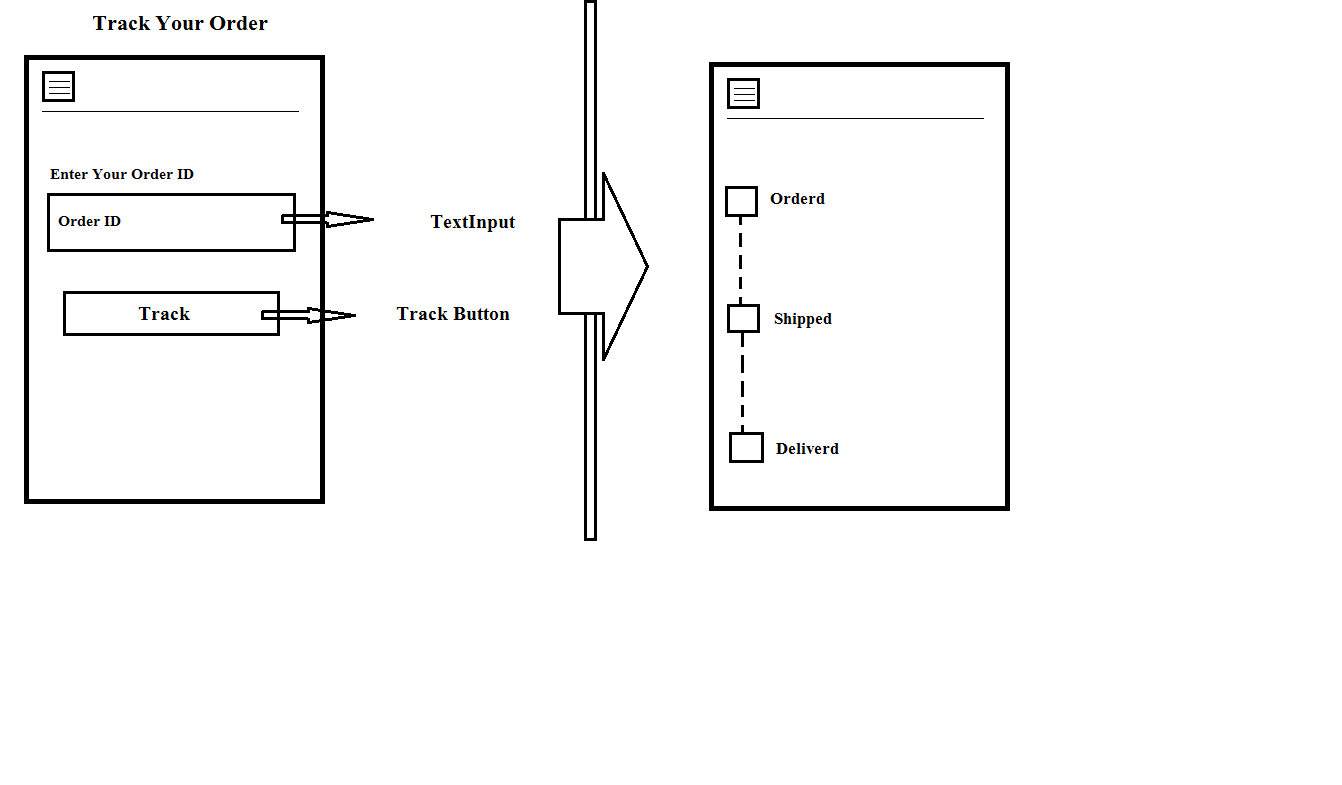 Track Your Order
Enter Your Order ID
Order ID
TextInput
Track
Track Button
Orderd
Shipped
Deliverd